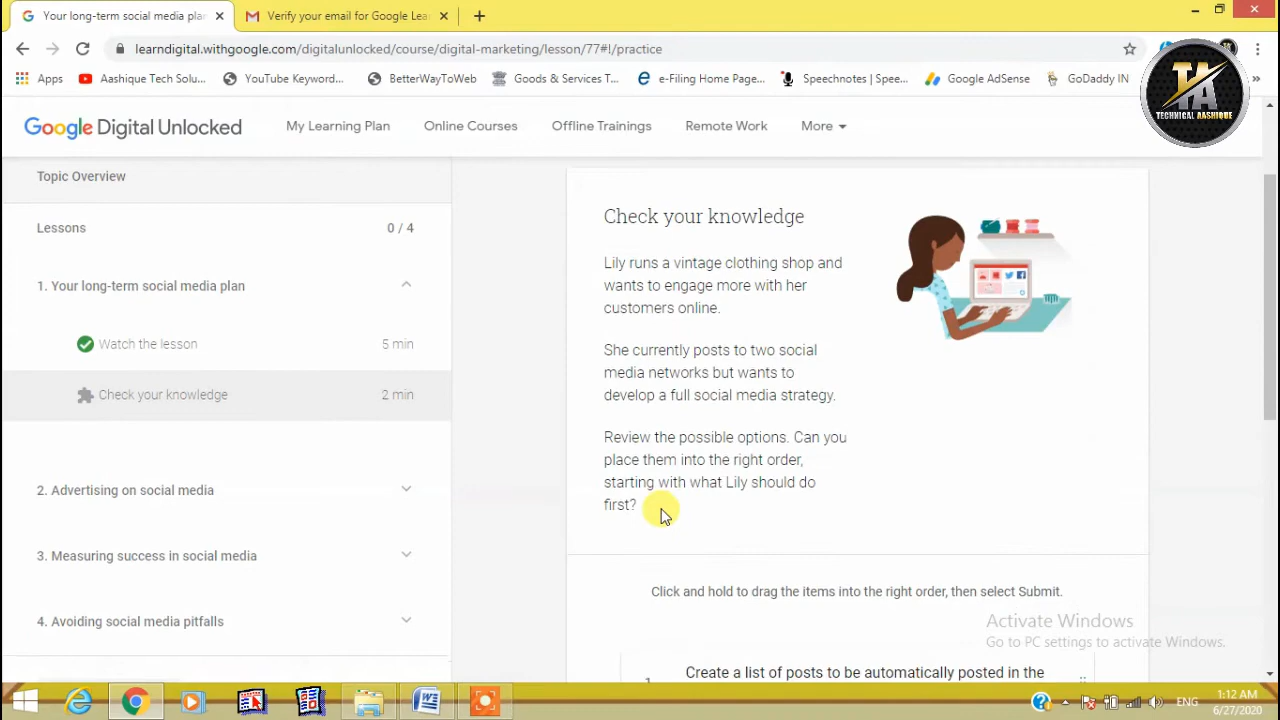 Your long-term social media plan
Verify your email for Google Lea
learndigital.withgoogle.com/digitalunlocked/course/digital-marketing/lesson/77#!/practice
Apps
Aashique Tech Solu...
YouTube Keyword...
BetterWayToWeb
Goods & Services T...
e-Filing Home Page...
Speechnotes | Spee...
Google AdSense
GoDaddy IN
»
TA
TECHNICAL AASHIQUE
Google Digital Unlocked
My Learning Plan
Online Courses
Offline Trainings
Remote Work
More
Topic Overview
Lessons 0 / 4
1. Your long-term social media plan
Watch the lesson 5 min
Check your knowledge 2 min
2. Advertising on social media
3. Measuring success in social media
4. Avoiding social media pitfalls
Check your knowledge
Lily runs a vintage clothing shop and
wants to engage more with her
customers online.
She currently posts to two social
media networks but wants to
develop a full social media strategy.
Review the possible options. Can you
place them into the right order,
starting with what Lily should do
first?
Click and hold to drag the items into the right order, then select Submit.
Create a list of posts to be automatically posted in the
Activate Windows
Go to PC settings to activate Windows.
ENG
1:12 AM
6/27/2020